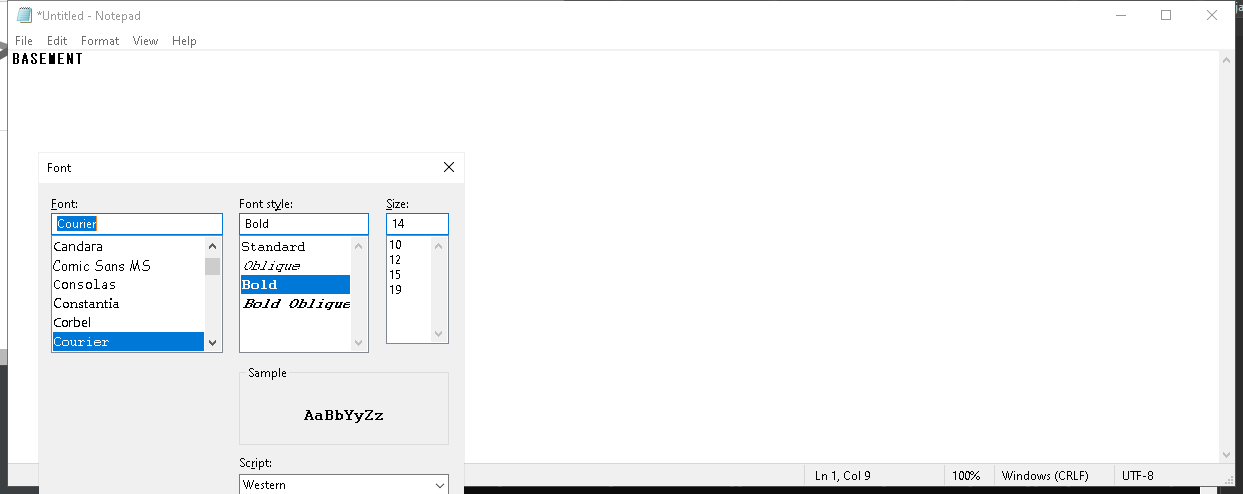 *Untitled - Notepad
File Edit Format View Help
BASEMENT
Font
Font: Font style: Size:
Courier Bold 14
Candara
Comic Sans MS
Consolas
Constantia
Corbel
Courier
Standard
Oblique
Bold
Bold Oblique
10
12
15
19
Sample
AaBbYyZz
Script:
Western
Ln 1, Col 9 100% Windows (CRLF) UTF-8